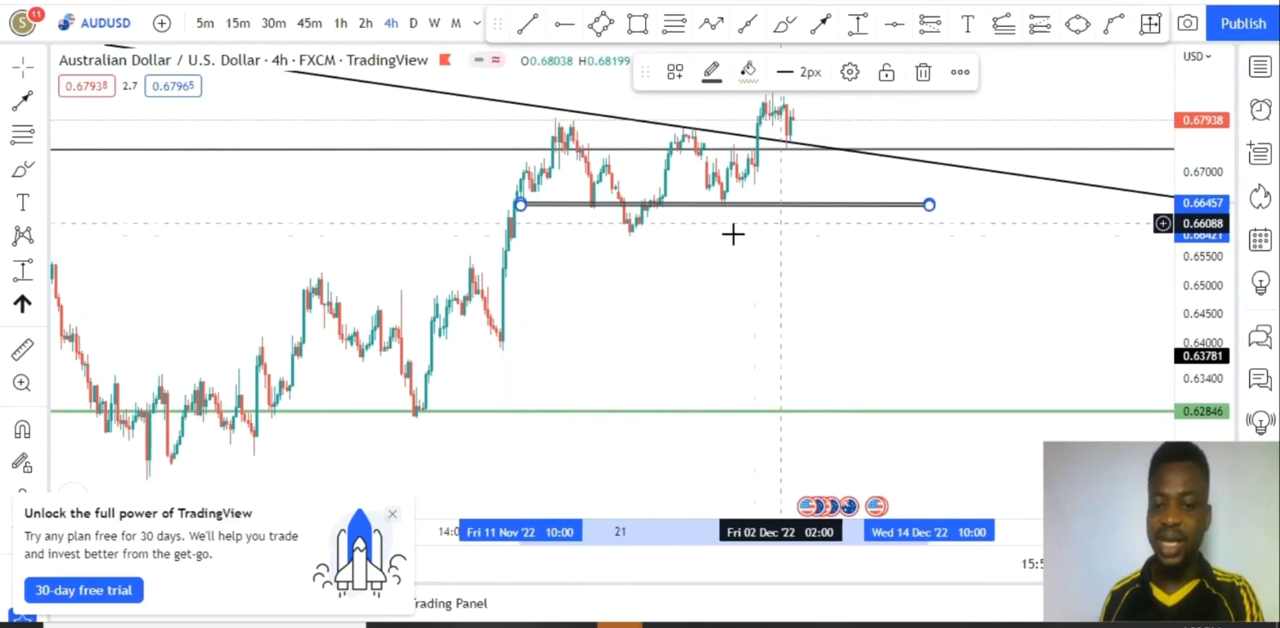 S 11 AUDUSD 5m 15m 30m 45m 1h 2h 4h D W M T Publish
Australian Dollar / U.S. Dollar · 4h · FXCM · TradingView O0.68038 H0.68199 2px USD
0.67938 2.7 0.67965
0.67938
0.67000
0.66457
0.66088
0.66421
0.65500
0.65000
0.64500
0.64000
0.63781
0.63400
0.62846
T
Unlock the full power of TradingView
Try any plan free for 30 days. We'll help you trade
and invest better from the get-go.
30-day free trial
14:0 Fri 11 Nov '22 10:00 21 Fri 02 Dec '22 02:00 Wed 14 Dec '22 10:00
15:5
rading Panel